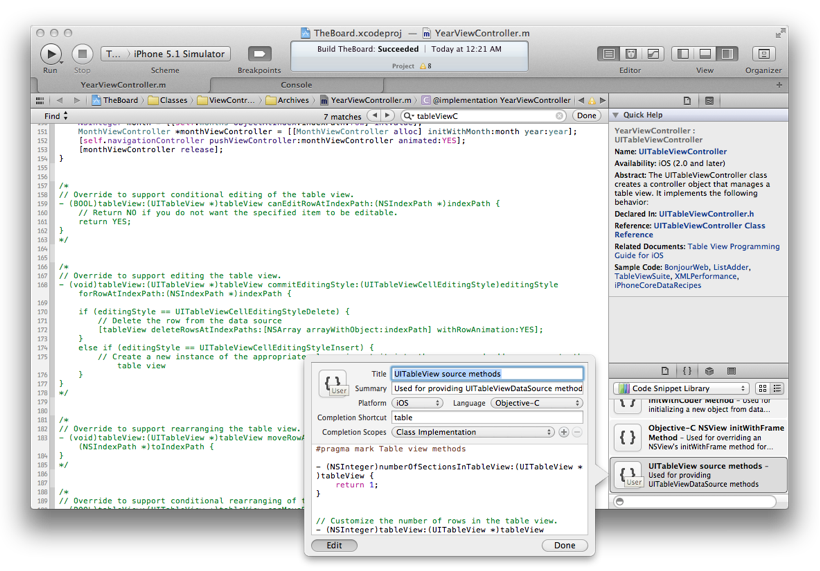 TheBoard.xcodeproj — YearViewController.m
Run
Stop
T... iPhone 5.1 Simulator
Scheme
Breakpoints
Build TheBoard: Succeeded | Today at 12:21 AM
Project 8
Editor
View
Organizer
YearViewController.m
Console
TheBoard
Classes
ViewContr...
Archives
YearViewController.m
@implementation YearViewController
Find
7 matches
tableViewC
Done
151 MonthViewController *monthViewController = [[MonthViewController alloc] initWithMonth:month year:year];
152 [self.navigationController pushViewController:monthViewController animated:YES];
153 [monthViewController release];
154 }
155
156
157 /*
158 // Override to support conditional editing of the table view.
159 - (BOOL)tableView:(UITableView *)tableView canEditRowAtIndexPath:(NSIndexPath *)indexPath {
160 // Return NO if you do not want the specified item to be editable.
161 return YES;
162 }
163 */
164
165
166 /*
167 // Override to support editing the table view.
168 - (void)tableView:(UITableView *)tableView commitEditingStyle:(UITableViewCellEditingStyle)editingStyle
forRowAtIndexPath:(NSIndexPath *)indexPath {
169
170 if (editingStyle == UITableViewCellEditingStyleDelete) {
171 // Delete the row from the data source
172 [tableView deleteRowsAtIndexPaths:[NSArray arrayWithObject:indexPath] withRowAnimation:YES];
173 }
174 else if (editingStyle == UITableViewCellEditingStyleInsert) {
175 // Create a new instance of the appropriate
table view
176 }
177 }
178 */
179
180
181 /*
182 // Override to support rearranging the table view.
183 - (void)tableView:(UITableView *)tableView moveRowA
(NSIndexPath *)toIndexPath {
184 }
185 */
186
187
188 /*
189 // Override to support conditional rearranging of t
Quick Help
YearViewController :
UITableViewController
Name: UITableViewController
Availability: iOS (2.0 and later)
Abstract: The UITableViewController class
creates a controller object that manages a
table view. It implements the following
behavior:
Declared In: UITableViewController.h
Reference: UITableViewController Class
Reference
Related Documents: Table View Programming
Guide for iOS
Sample Code: BonjourWeb, ListAdder,
TableViewSuite, XMLPerformance,
iPhoneCoreDataRecipes
{ } Code Snippet Library
initWithCoder Method – Used for
initializing a new object from data...
Objective-C NSView initWithFrame
Method – Used for overriding an
NSView's initWithFrame method for
{ }
User
UITableView source methods –
Used for providing
UITableViewDataSource methods
{ }
User
Title UITableView source methods
Summary Used for providing UITableViewDataSource method
Platform iOS Language Objective-C
Completion Shortcut table
Completion Scopes Class Implementation
#pragma mark Table view methods
- (NSInteger)numberOfSectionsInTableView:(UITableView *
)tableView {
return 1;
}
// Customize the number of rows in the table view.
- (NSInteger)tableView:(UITableView *)tableView
Edit
Done